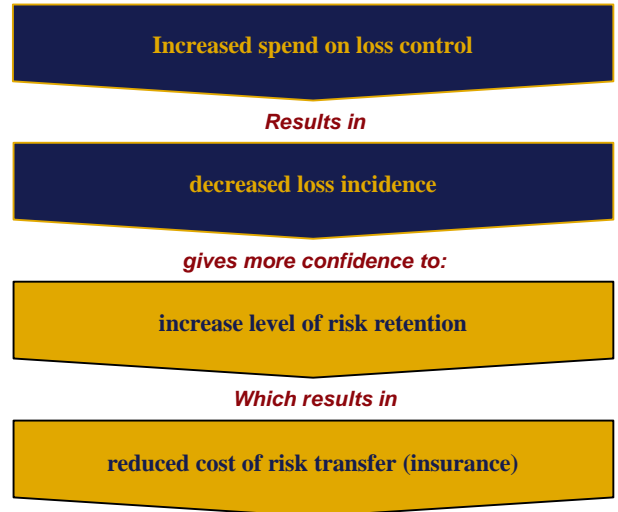 Increased spend on loss control
Results in
decreased loss incidence
gives more confidence to:
increase level of risk retention
Which results in
reduced cost of risk transfer (insurance)